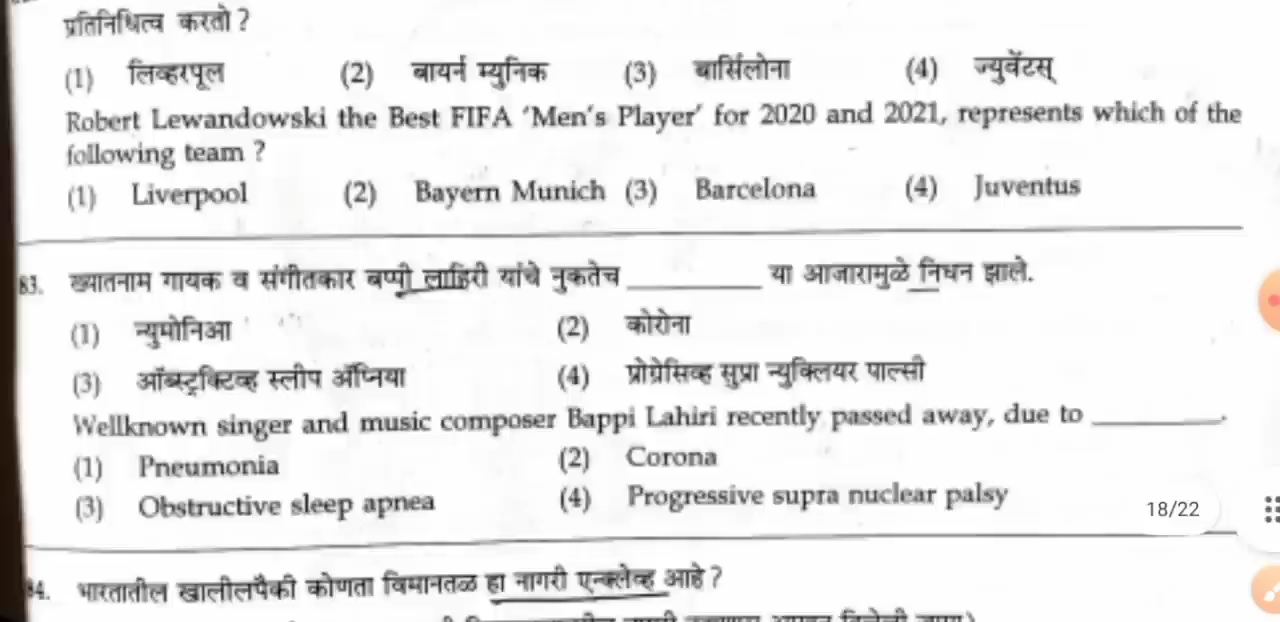 प्रतिनिधित्व करतो ?
(1) लिव्हरपूल (2) बायर्न म्युनिक (3) बार्सिलोना (4) ज्युवेंटस्
Robert Lewandowski the Best FIFA ‘Men’s Player’ for 2020 and 2021, represents which of the
following team ?
(1) Liverpool (2) Bayern Munich (3) Barcelona (4) Juventus
83. ख्यातनाम गायक व संगीतकार बप्पी लाहिरी यांचे नुकतेच _________ या आजारामुळे निधन झाले.
(1) न्युमोनिआ (2) कोरोना
(3) ऑब्स्ट्रक्टिव्ह स्लीप ॲप्निया (4) प्रोग्रेसिव्ह सुप्रा न्युक्लियर पाल्सी
Wellknown singer and music composer Bappi Lahiri recently passed away, due to _________.
(1) Pneumonia (2) Corona
(3) Obstructive sleep apnea (4) Progressive supra nuclear palsy
18/22
84. भारतातील खालीलपैकी कोणता विमानतळ हा नागरी एन्क्लेव्ह आहे ?